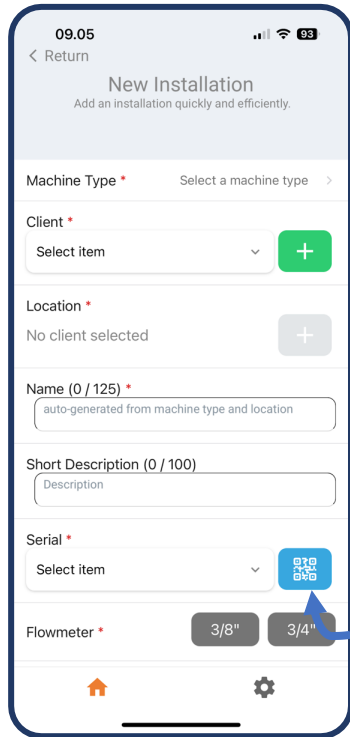 09.05
93
Return
New Installation
Add an installation quickly and efficiently.
Machine Type * Select a machine type
Client *
Select item
Location *
No client selected
Name (0 / 125) *
auto-generated from machine type and location
Short Description (0 / 100)
Description
Serial *
Select item
Flowmeter * 3/8" 3/4"